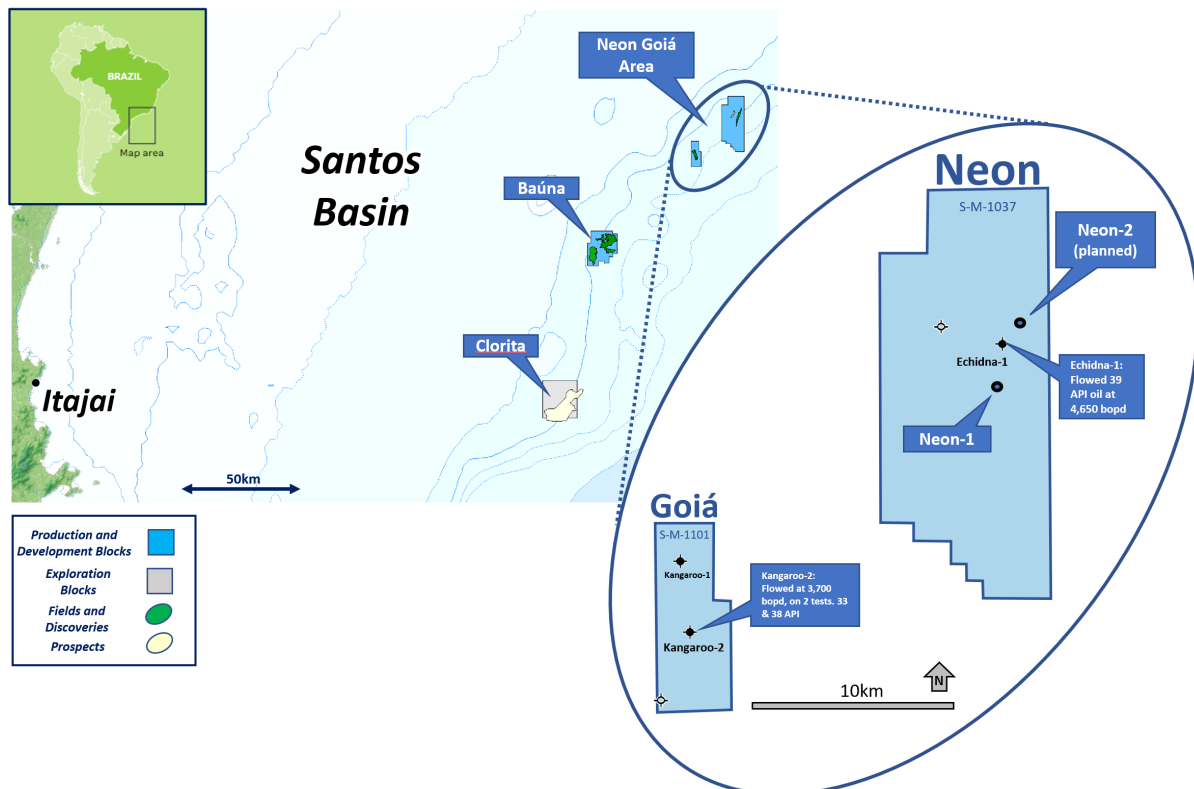 BRAZIL
Map area
Santos
Basin
Neon Goiá
Area
Baúna
Clorita
Itajai
50km
Production and
Development Blocks
Exploration
Blocks
Fields and
Discoveries
Prospects
Neon
S-M-1037
Neon-2
(planned)
Echidna-1
Echidna-1:
Flowed 39
API oil at
4,650 bopd
Neon-1
Goiá
S-M-1101
Kangaroo-1
Kangaroo-2:
Flowed at 3,700
bopd, on 2 tests. 33
& 38 API
Kangaroo-2
N
10km